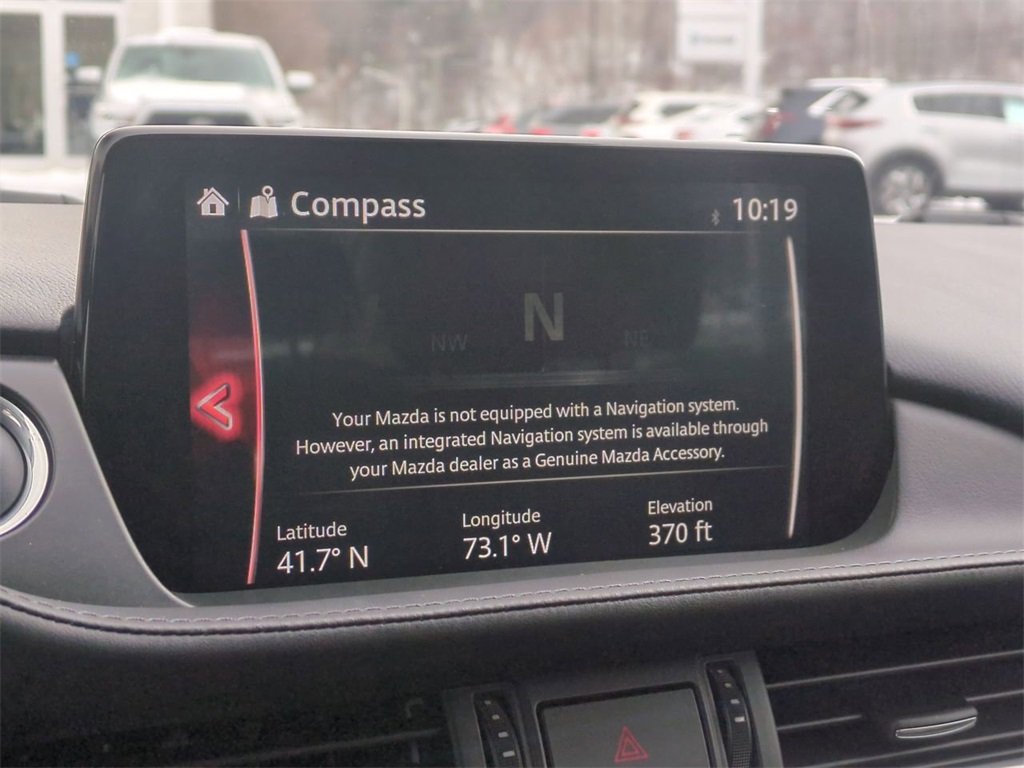 Compass
10:19
N
NW
NE
Your Mazda is not equipped with a Navigation system.
However, an integrated Navigation system is available through
your Mazda dealer as a Genuine Mazda Accessory.
Latitude
41.7° N
Longitude
73.1° W
Elevation
370 ft